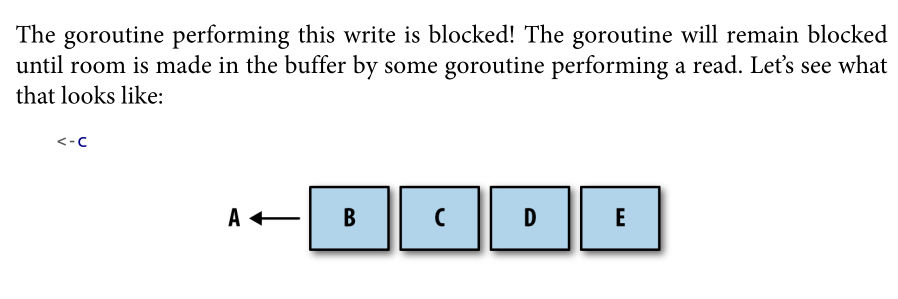 The goroutine performing this write is blocked! The goroutine will remain blocked
until room is made in the buffer by some goroutine performing a read. Let’s see what
that looks like:
<-c
A B C D E